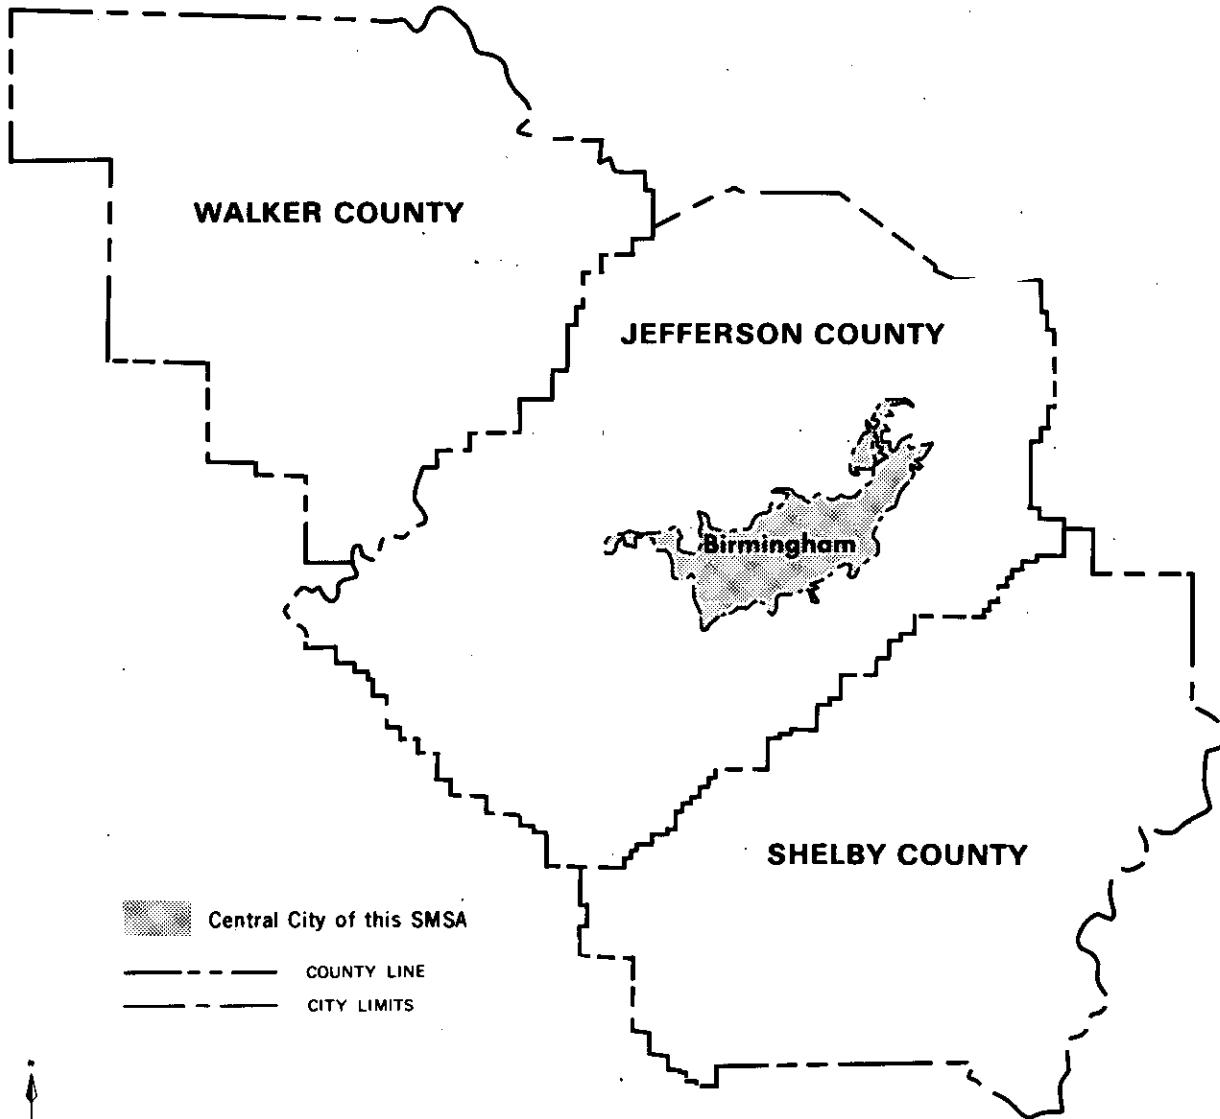 WALKER COUNTY
JEFFERSON COUNTY
Birmingham
SHELBY COUNTY
Central City of this SMSA
COUNTY LINE
CITY LIMITS